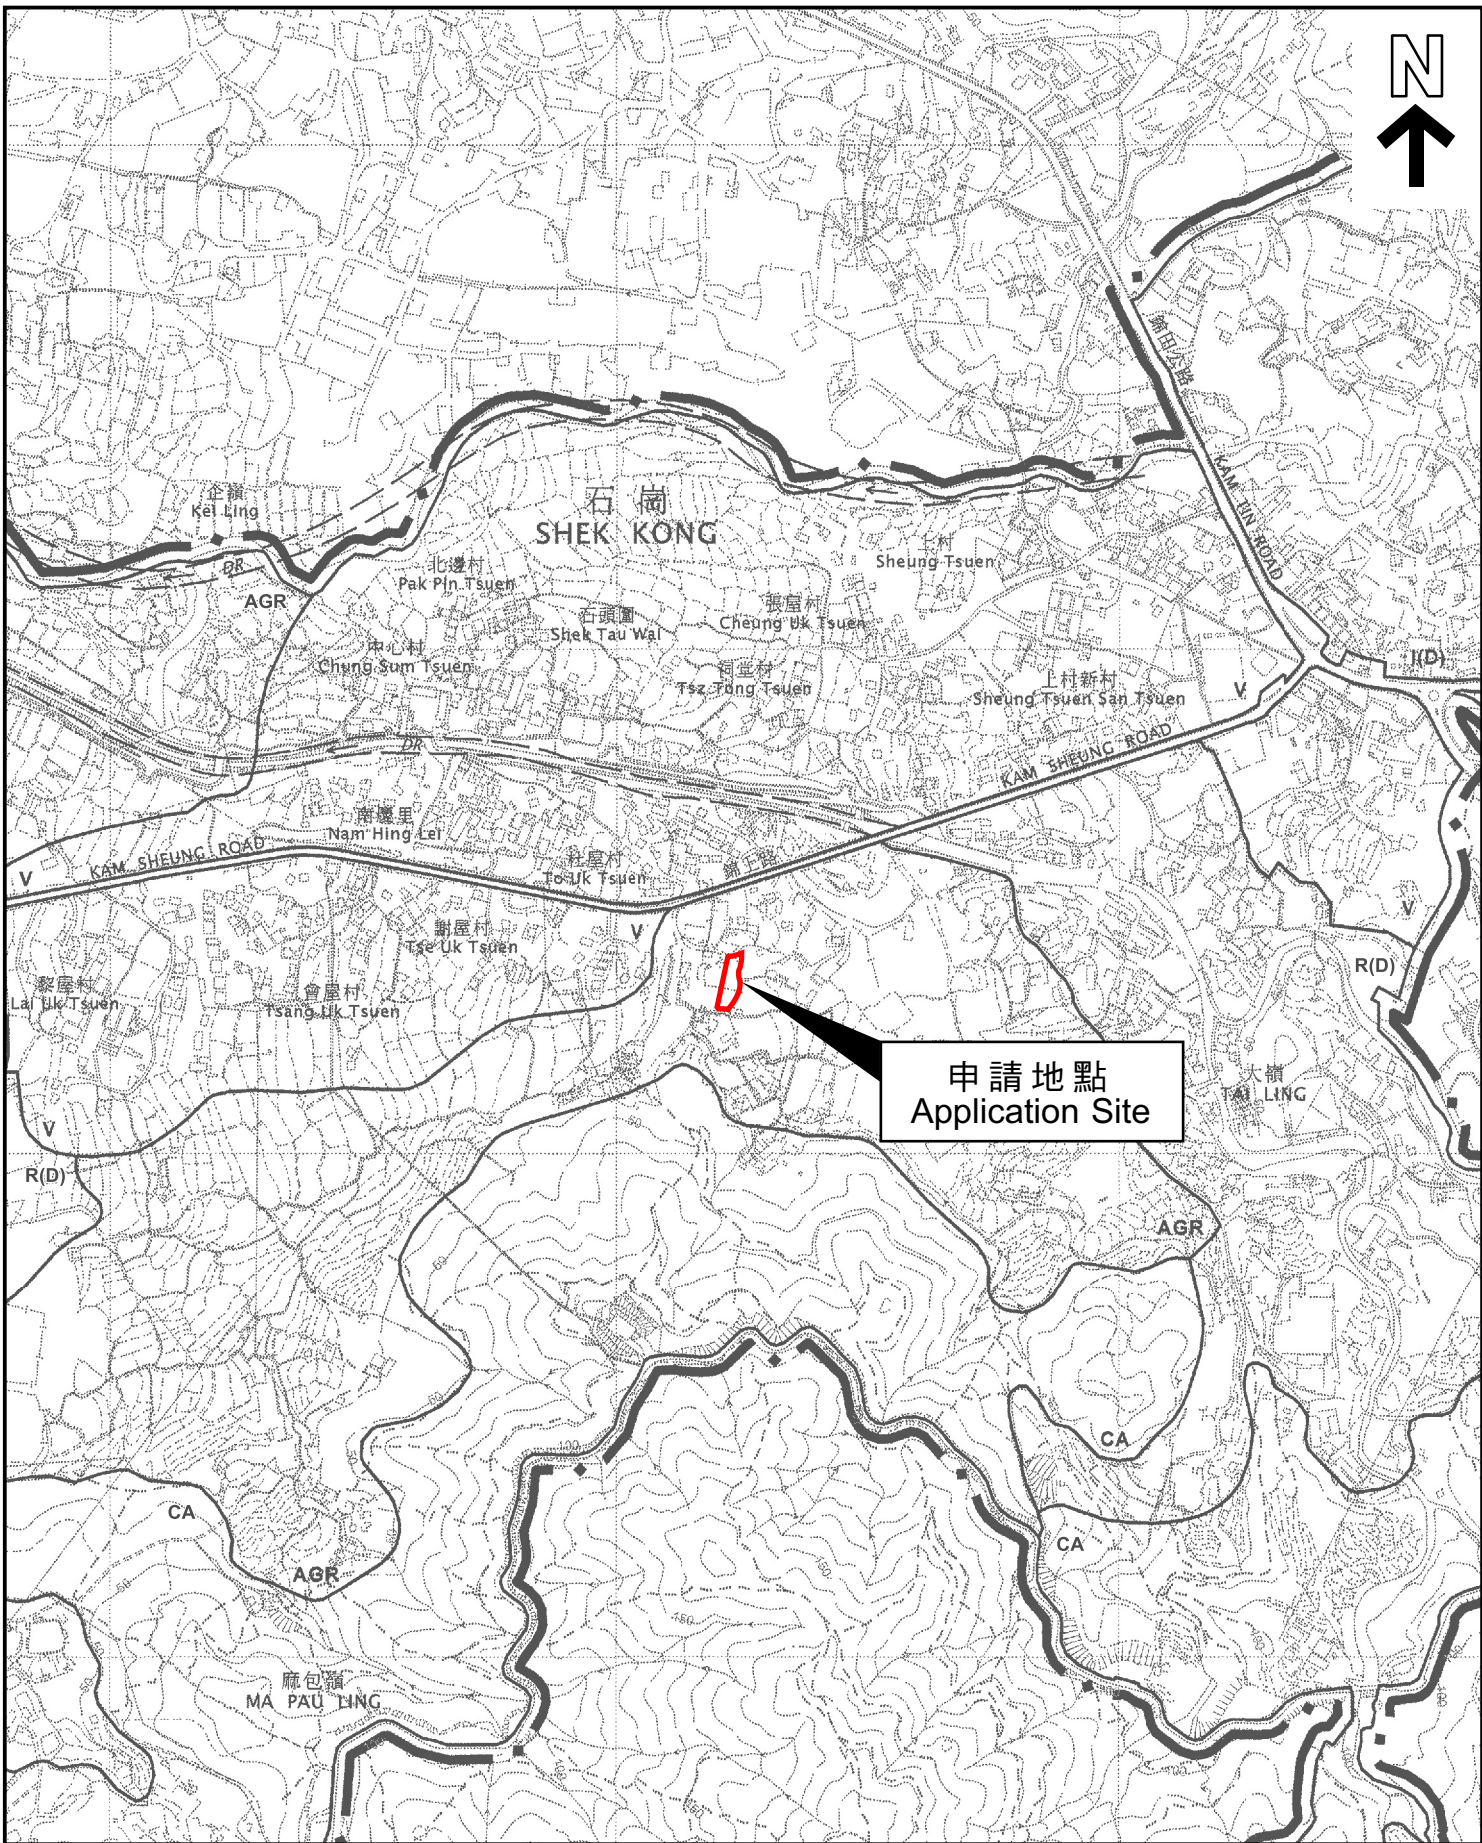 N
錦田公路
KAM TIN ROAD
企嶺
Kei Ling
石崗
SHEK KONG
上村
Sheung Tsuen
DR
AGR
北邊村
Pak Pin Tsuen
石頭圍
Shek Tau Wai
張屋村
Cheung Uk Tsuen
中心村
Chung Sum Tsuen
祠堂村
Tsz Tong Tsuen
上村新村
Sheung Tsuen San Tsuen
V
I(D)
DR
KAM SHEUNG ROAD
南慶里
Nam Hing Lei
KAM SHEUNG ROAD
V
杜屋村
To Uk Tsuen
錦上路
謝屋村
Tse Uk Tsuen
V
V
R(D)
黎屋村
Lai Uk Tsuen
曾屋村
Tsang Uk Tsuen
申請地點
Application Site
大嶺
TAI LING
V
R(D)
60
60
AGR
CA
100
CA
AGR
CA
150
150
麻包嶺
MA PAU LING